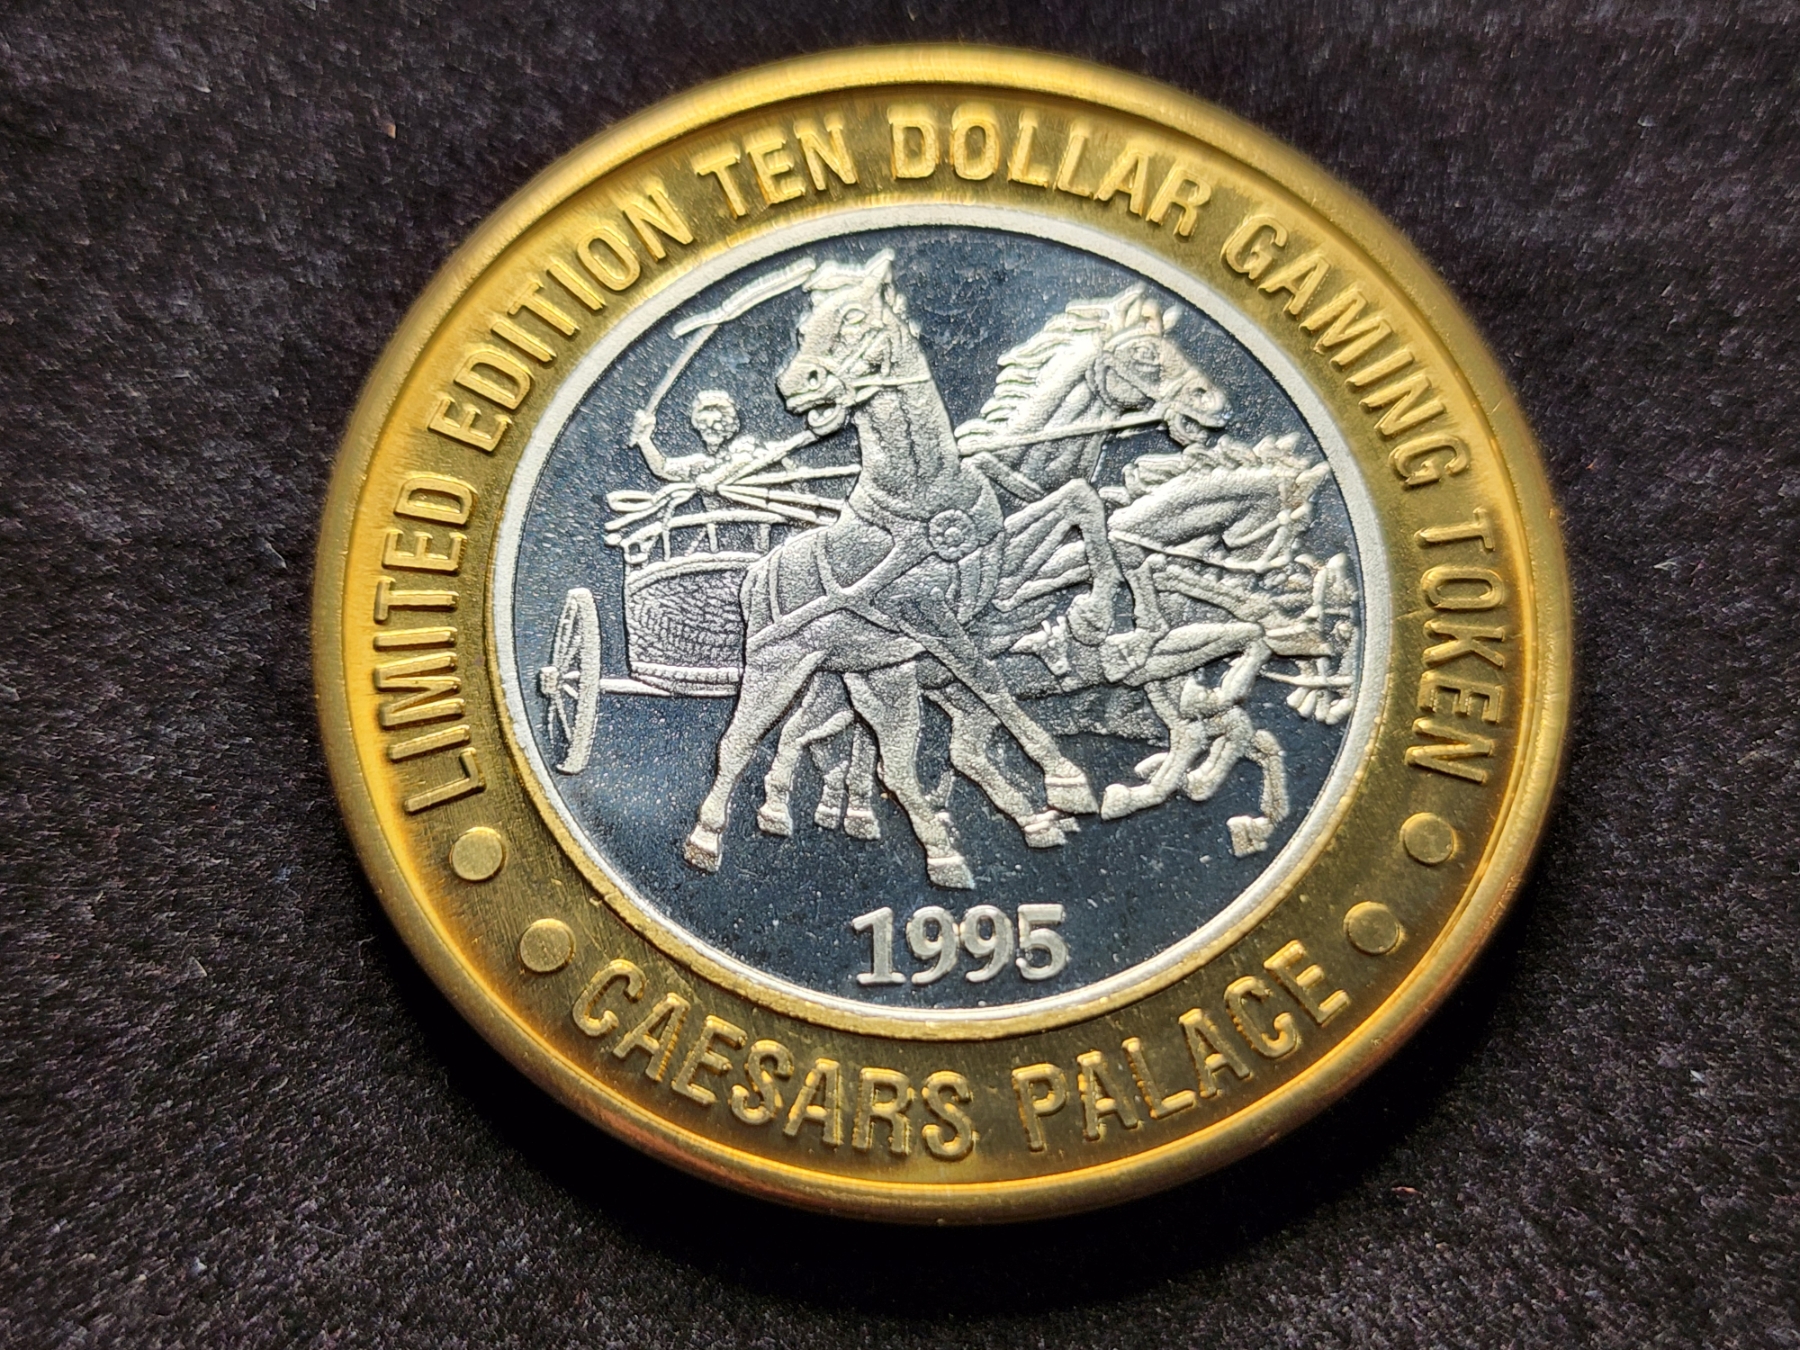 LIMITED EDITION TEN DOLLAR GAMING TOKEN
1995
CAESARS PALACE